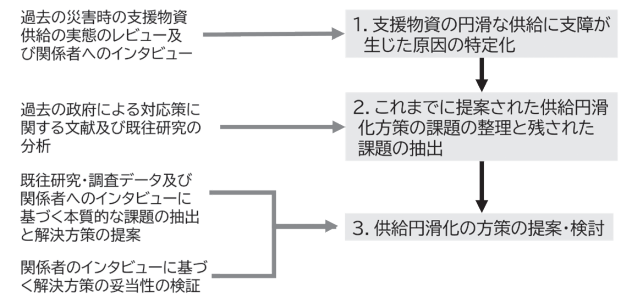 過去の災害時の支援物資
供給の実態のレビュー及
び関係者へのインタビュー
1. 支援物資の円滑な供給に支障が
生じた原因の特定化
過去の政府による対応策に
関する文献及び既往研究の
分析
2. これまでに提案された供給円滑
化方策の課題の整理と残された
課題の抽出
既往研究・調査データ及び
関係者へのインタビューに
基づく本質的な課題の抽出
と解決方策の提案
関係者のインタビューに基づ
く解決方策の妥当性の検証
3. 供給円滑化の方策の提案・検討